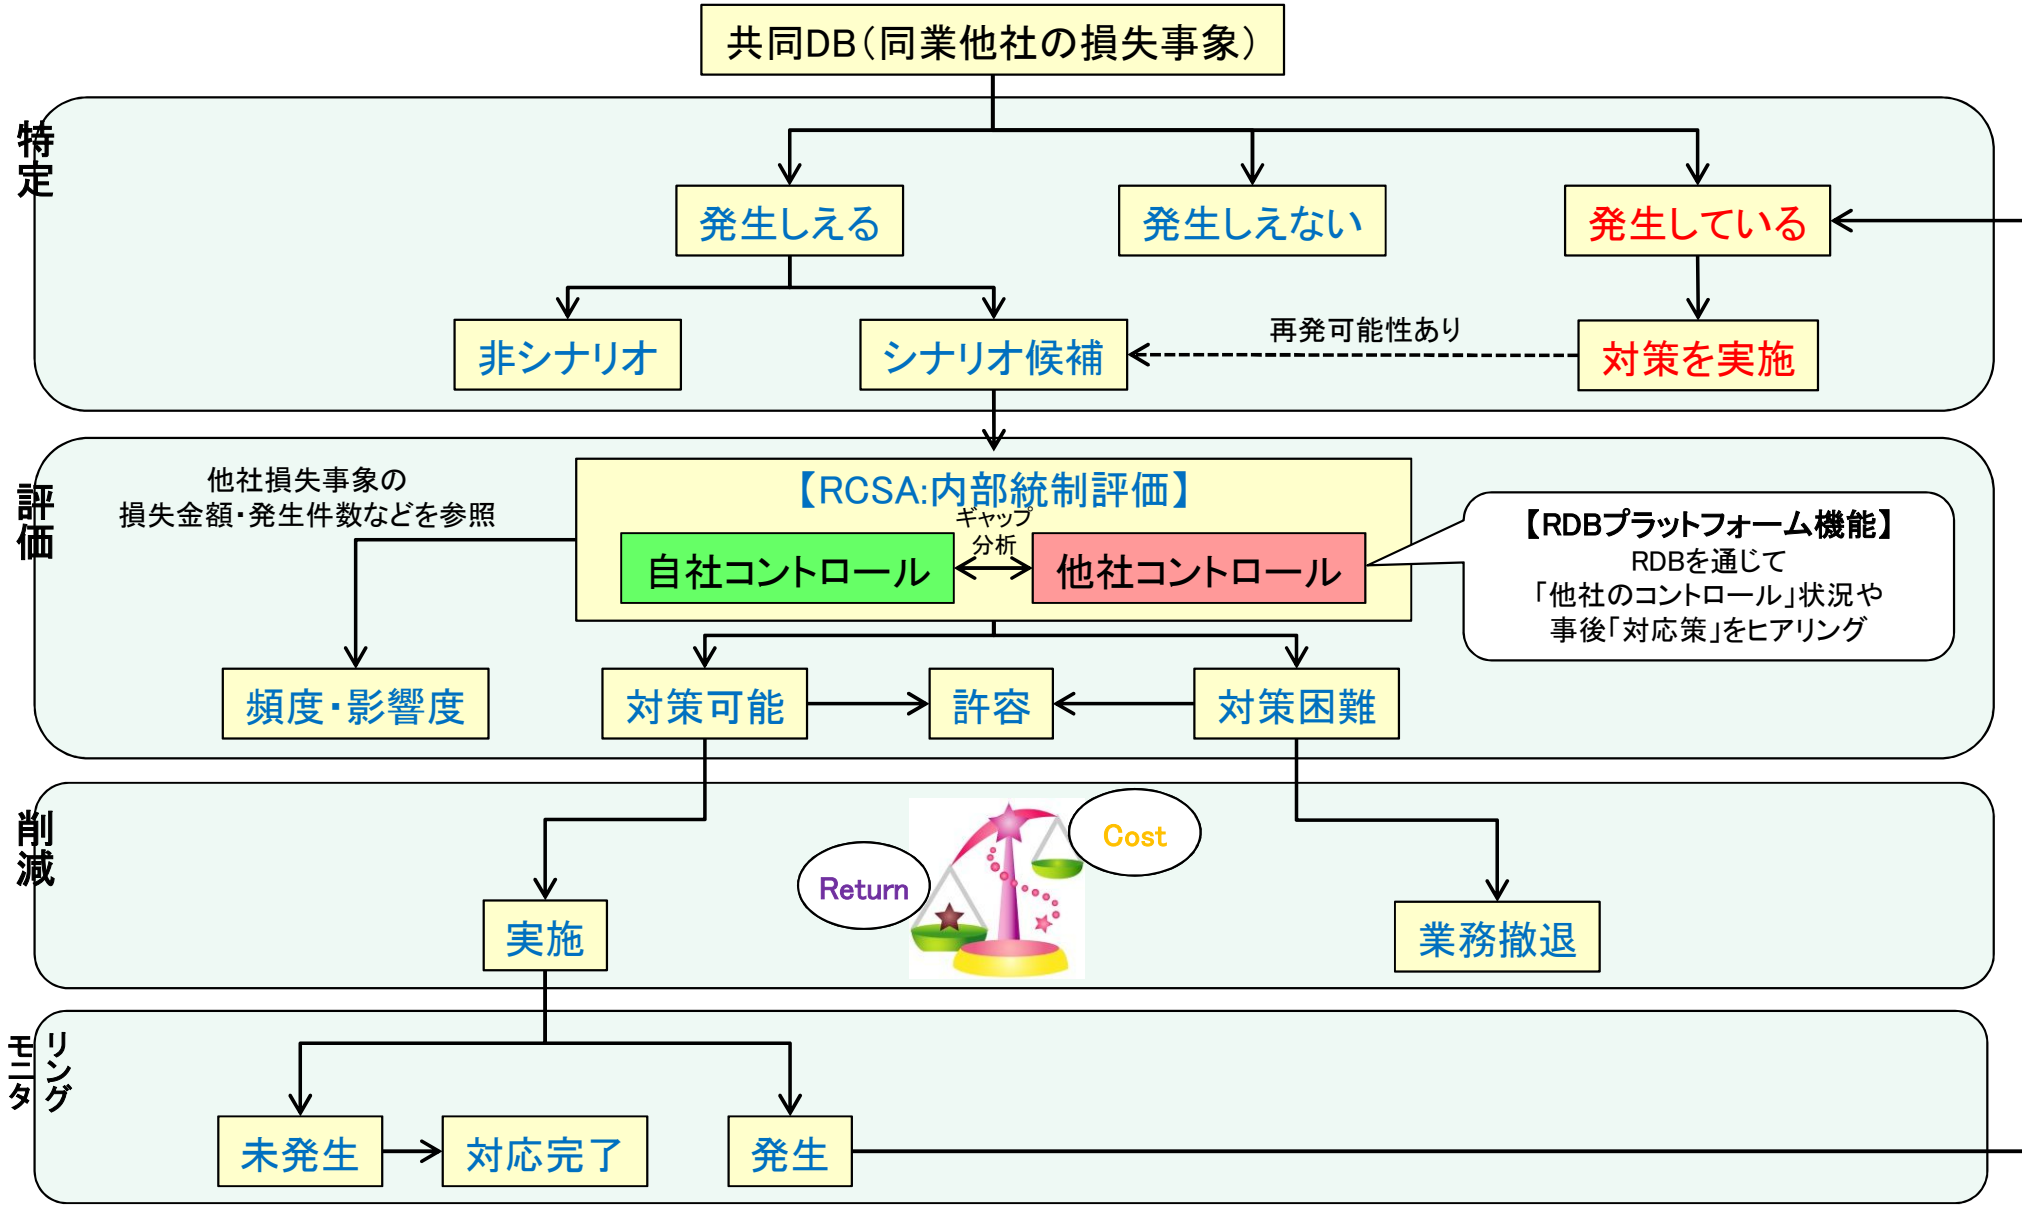 共同DB（同業他社の損失事象）
特定
発生しえる
発生しえない
発生している
非シナリオ
シナリオ候補
再発可能性あり
対策を実施
評価
他社損失事象の
損失金額・発生件数などを参照
【RCSA:内部統制評価】
ギャップ
分析
自社コントロール
他社コントロール
【RDBプラットフォーム機能】
RDBを通じて
「他社のコントロール」状況や
事後「対応策」をヒアリング
頻度・影響度
対策可能
許容
対策困難
削減
Return
Cost
実施
業務撤退
モニタ
リング
未発生
対応完了
発生